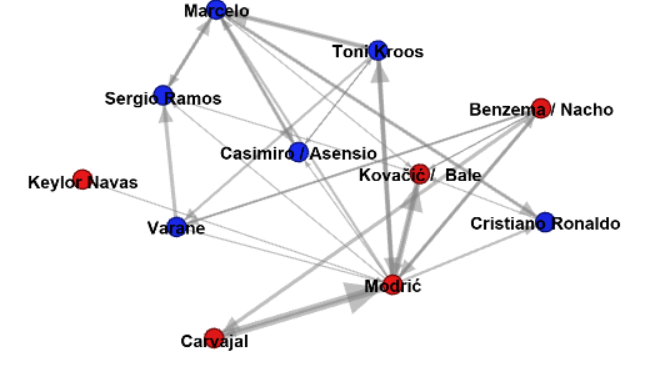 Marcelo
Toni Kroos
Sergio Ramos
Benzema / Nacho
Casimiro / Asensio
Kovačić / Bale
Keylor Navas
Cristiano Ronaldo
Varane
Modrić
Carvajal